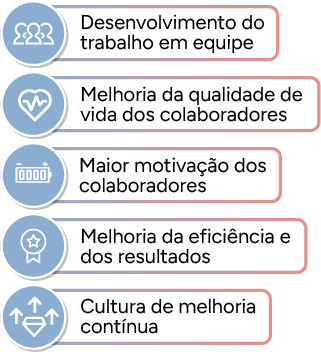 Desenvolvimento do
trabalho em equipe
Melhoria da qualidade de
vida dos colaboradores
Maior motivação dos
colaboradores
Melhoria da eficiência e
dos resultados
Cultura de melhoria
contínua